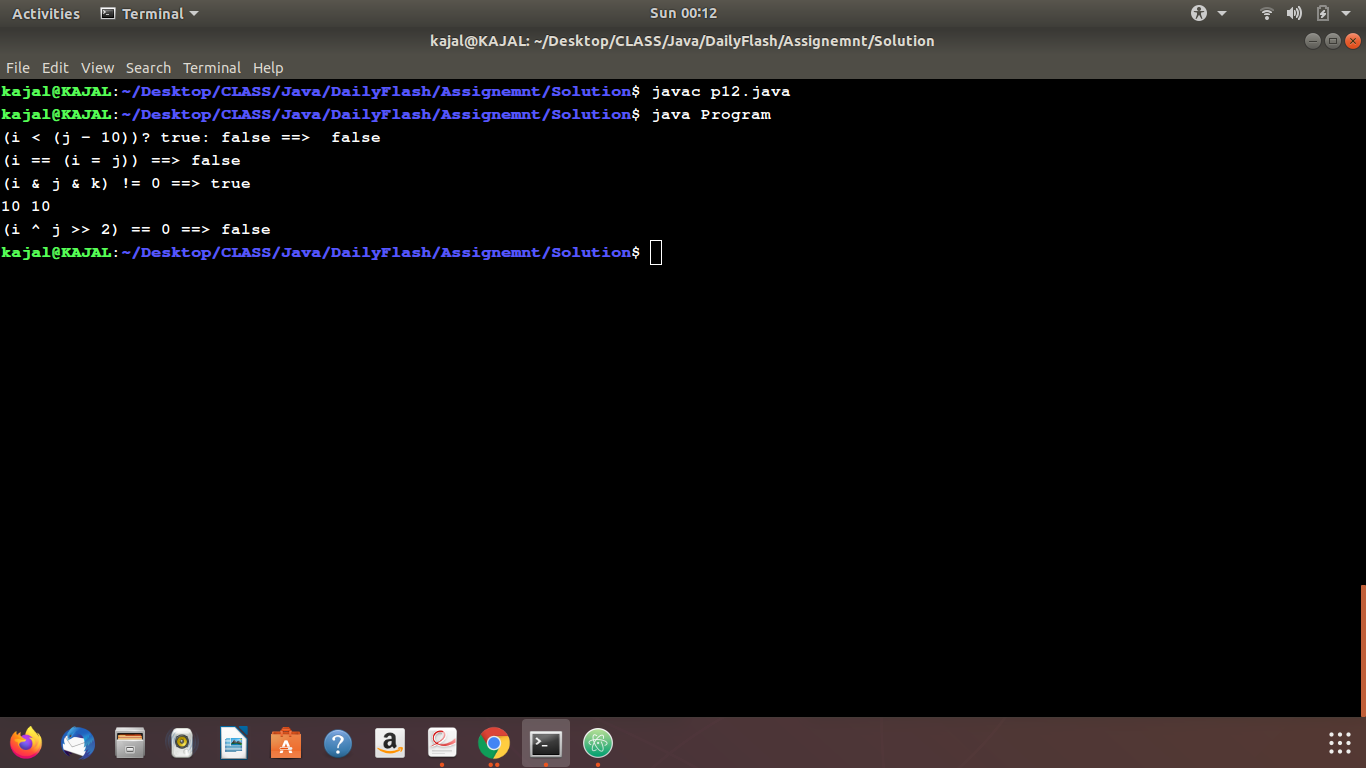 Activities Terminal Sun 00:12
kajal@KAJAL: ~/Desktop/CLASS/Java/DailyFlash/Assignemnt/Solution
File Edit View Search Terminal Help
kajal@KAJAL:~/Desktop/CLASS/Java/DailyFlash/Assignemnt/Solution$ javac p12.java
kajal@KAJAL:~/Desktop/CLASS/Java/DailyFlash/Assignemnt/Solution$ java Program
(i < (j - 10))? true: false ==>  false
(i == (i = j)) ==> false
(i & j & k) != 0 ==> true
10 10
(i ^ j >> 2) == 0 ==> false
kajal@KAJAL:~/Desktop/CLASS/Java/DailyFlash/Assignemnt/Solution$